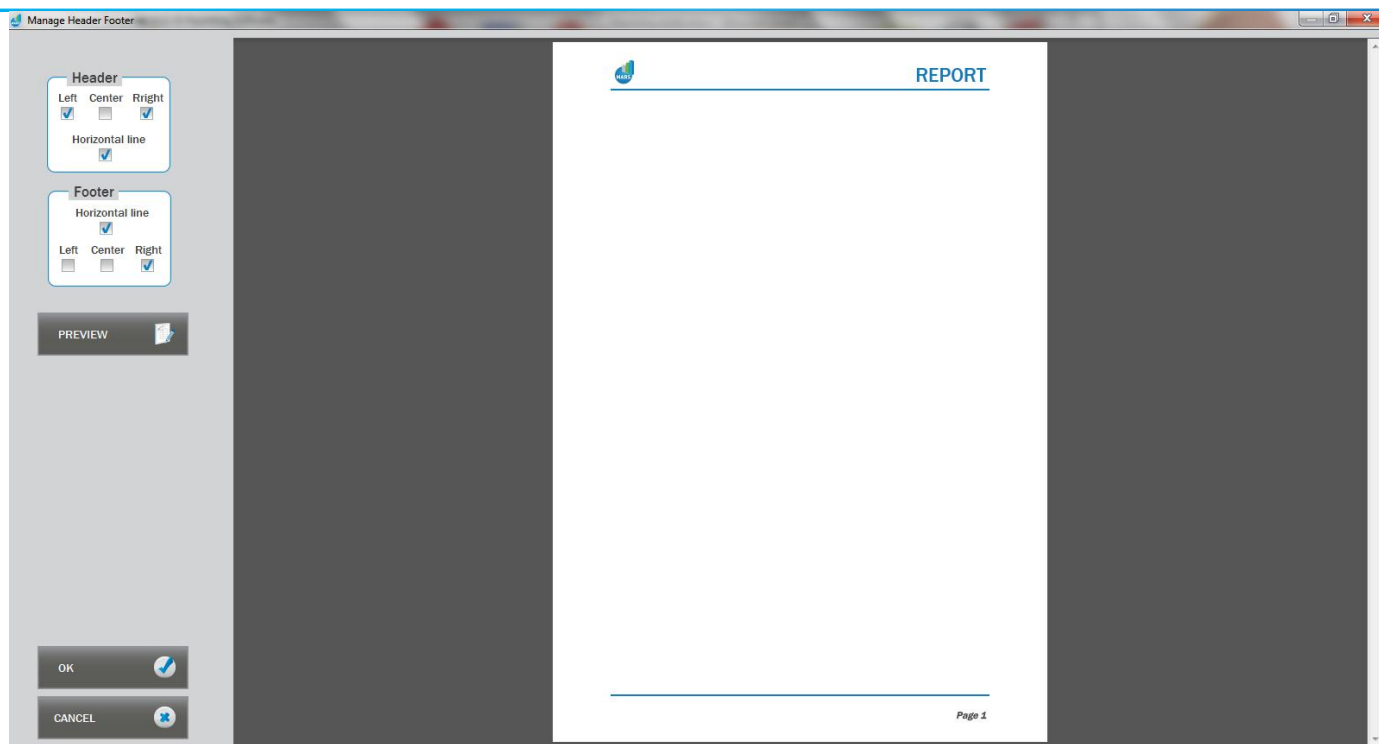 Manage Header Footer
Header
Left Center Rright
Horizontal line
Footer
Horizontal line
Left Center Right
PREVIEW
OK
CANCEL
MARS
REPORT
Page 1